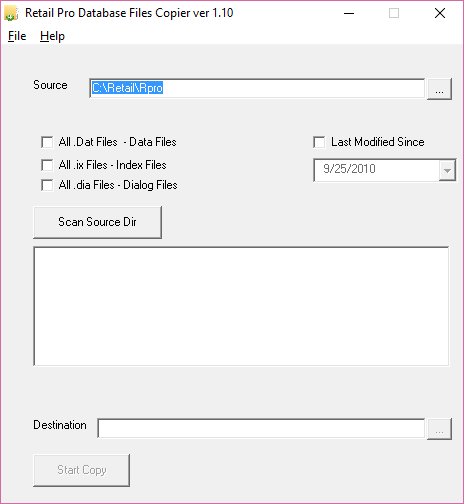 Retail Pro Database Files Copier ver 1.10
File Help
Source C:\Retail\Rpro ...
All .Dat Files - Data Files Last Modified Since
All .ix Files - Index Files 9/25/2010
All .dia Files - Dialog Files
Scan Source Dir
Destination ...
Start Copy